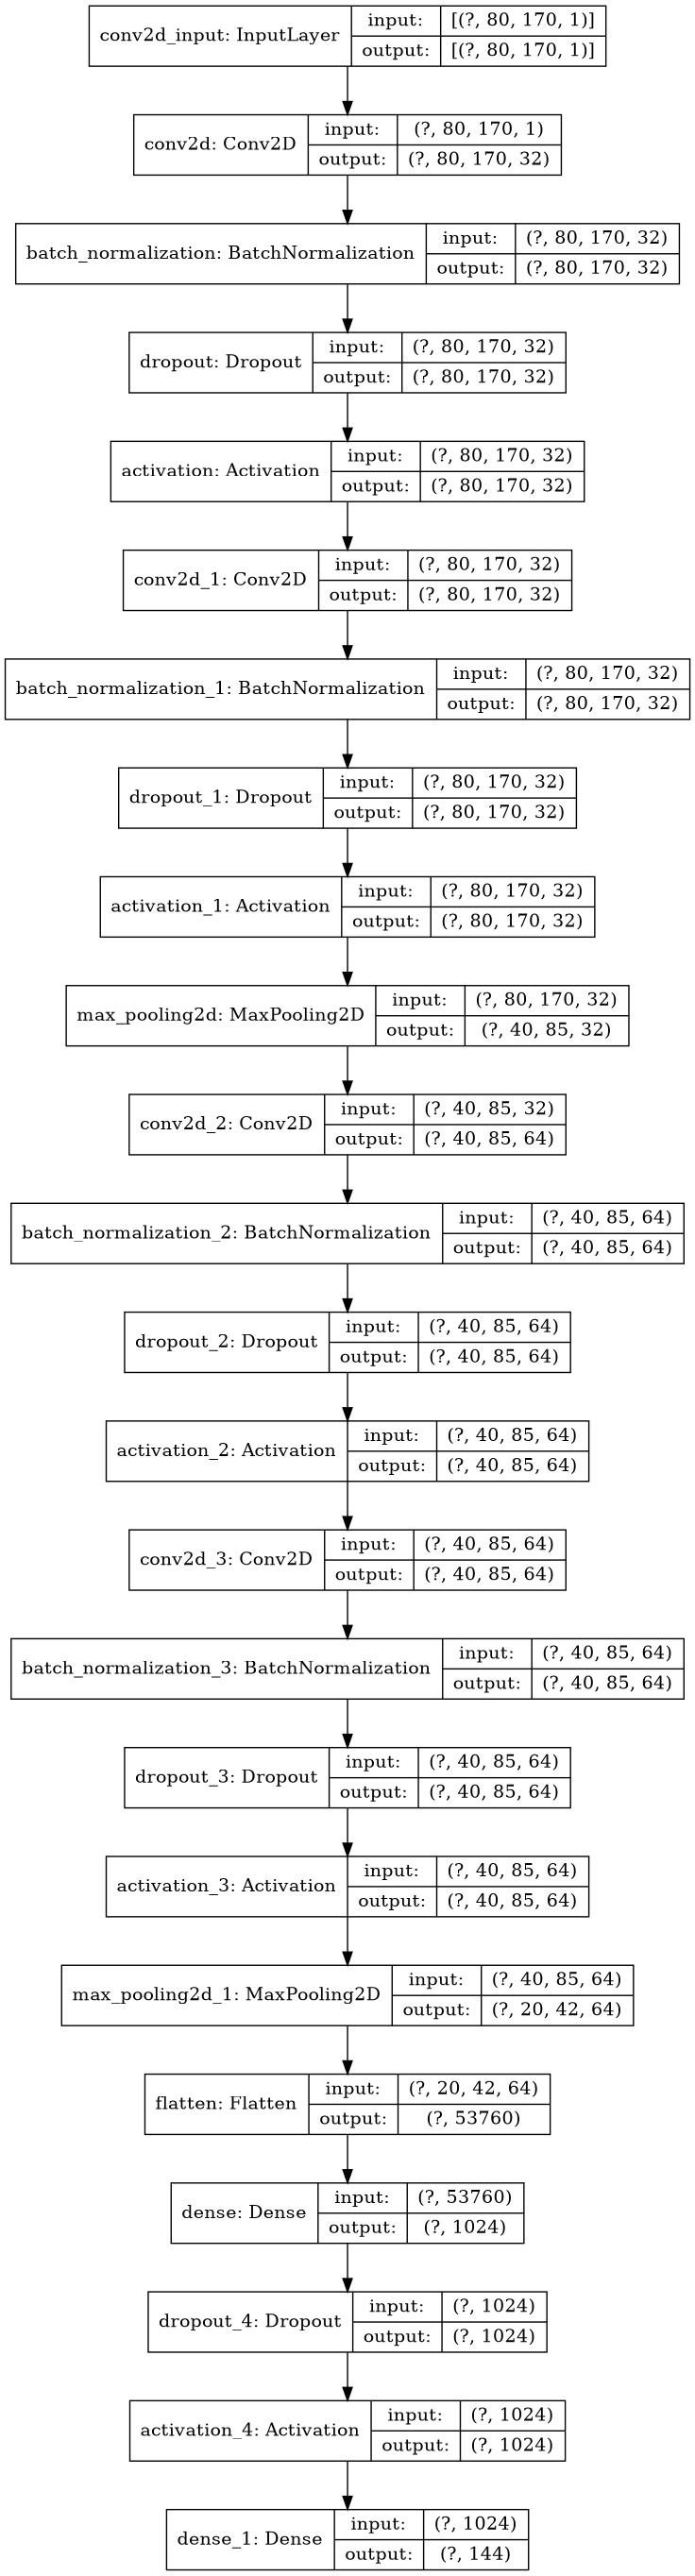 conv2d_input: InputLayer input: [(?, 80, 170, 1)]
output: [(?, 80, 170, 1)]
conv2d: Conv2D input: (?, 80, 170, 1)
output: (?, 80, 170, 32)
batch_normalization: BatchNormalization input: (?, 80, 170, 32)
output: (?, 80, 170, 32)
dropout: Dropout input: (?, 80, 170, 32)
output: (?, 80, 170, 32)
activation: Activation input: (?, 80, 170, 32)
output: (?, 80, 170, 32)
conv2d_1: Conv2D input: (?, 80, 170, 32)
output: (?, 80, 170, 32)
batch_normalization_1: BatchNormalization input: (?, 80, 170, 32)
output: (?, 80, 170, 32)
dropout_1: Dropout input: (?, 80, 170, 32)
output: (?, 80, 170, 32)
activation_1: Activation input: (?, 80, 170, 32)
output: (?, 80, 170, 32)
max_pooling2d: MaxPooling2D input: (?, 80, 170, 32)
output: (?, 40, 85, 32)
conv2d_2: Conv2D input: (?, 40, 85, 32)
output: (?, 40, 85, 64)
batch_normalization_2: BatchNormalization input: (?, 40, 85, 64)
output: (?, 40, 85, 64)
dropout_2: Dropout input: (?, 40, 85, 64)
output: (?, 40, 85, 64)
activation_2: Activation input: (?, 40, 85, 64)
output: (?, 40, 85, 64)
conv2d_3: Conv2D input: (?, 40, 85, 64)
output: (?, 40, 85, 64)
batch_normalization_3: BatchNormalization input: (?, 40, 85, 64)
output: (?, 40, 85, 64)
dropout_3: Dropout input: (?, 40, 85, 64)
output: (?, 40, 85, 64)
activation_3: Activation input: (?, 40, 85, 64)
output: (?, 40, 85, 64)
max_pooling2d_1: MaxPooling2D input: (?, 40, 85, 64)
output: (?, 20, 42, 64)
flatten: Flatten input: (?, 20, 42, 64)
output: (?, 53760)
dense: Dense input: (?, 53760)
output: (?, 1024)
dropout_4: Dropout input: (?, 1024)
output: (?, 1024)
activation_4: Activation input: (?, 1024)
output: (?, 1024)
dense_1: Dense input: (?, 1024)
output: (?, 144)